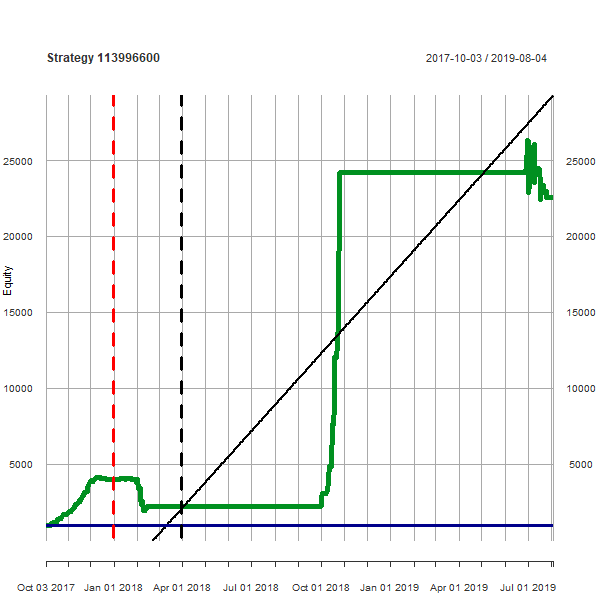 Strategy 113996600
2017-10-03 / 2019-08-04
25000
25000
20000
20000
Equity
15000
15000
10000
10000
5000
5000
Oct 03 2017
Jan 01 2018
Apr 01 2018
Jul 01 2018
Oct 01 2018
Jan 01 2019
Apr 01 2019
Jul 01 2019